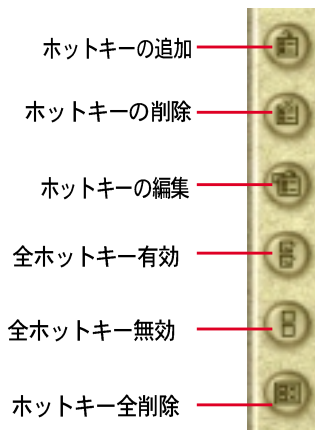 ホットキーの追加
ホットキーの削除
ホットキーの編集
全ホットキー有効
全ホットキー無効
ホットキー全削除